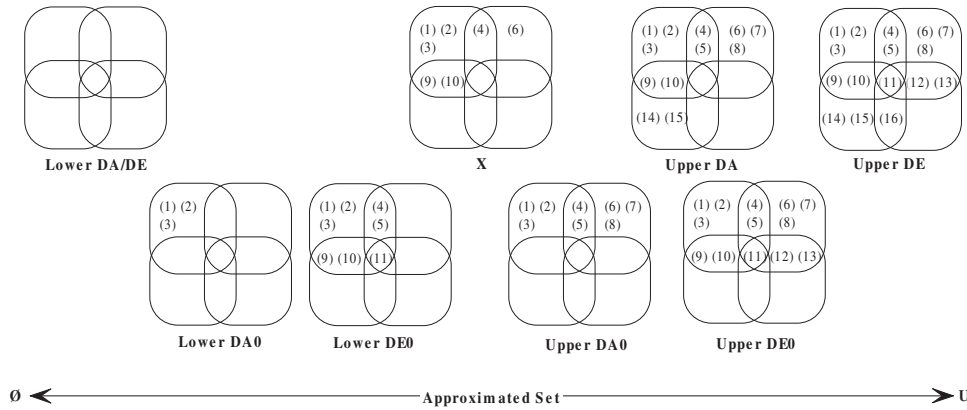 (1) (2) (4) (6)
(3)
(9) (10)
(1) (2) (4) (6) (7)
(3) (5) (8)
(9) (10)
(14) (15)
(1) (2) (4) (6) (7)
(3) (5) (8)
(9) (10) (11) (12) (13)
(14) (15) (16)
Lower DA/DE
X
Upper DA
Upper DE
(1) (2)
(3)
(1) (2) (4)
(3) (5)
(9) (10) (11)
(1) (2) (4) (6) (7)
(3) (5) (8)
(1) (2) (4) (6) (7)
(3) (5) (8)
(9) (10) (11) (12) (13)
Lower DA0
Lower DE0
Upper DA0
Upper DE0
Ø Approximated Set U